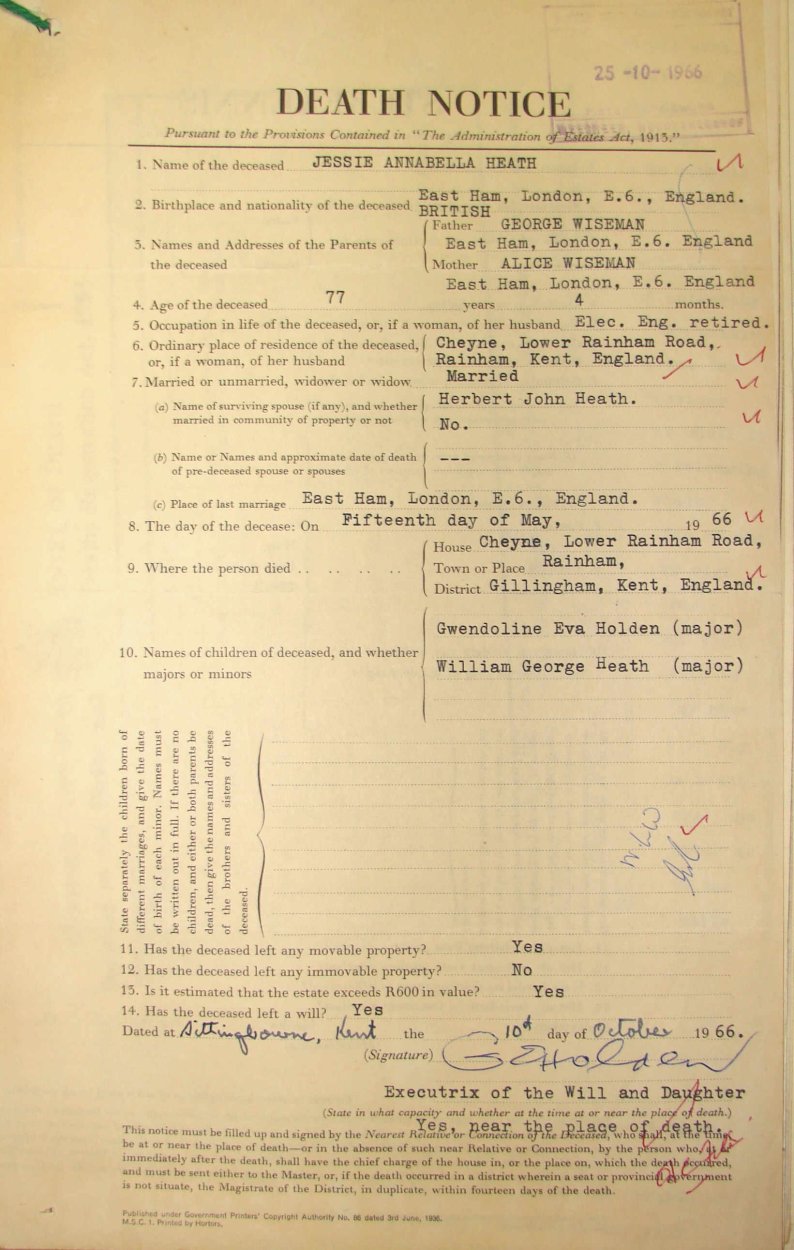 25 -10- 1966
DEATH NOTICE
Pursuant to the Provisions Contained in "The Administration of Estates Act, 1913."
1. Name of the deceased JESSIE ANNABELLA HEATH
2. Birthplace and nationality of the deceased East Ham, London, E.6., England.
BRITISH
3. Names and Addresses of the Parents of the deceased
Father GEORGE WISEMAN
East Ham, London, E.6. England
Mother ALICE WISEMAN
East Ham, London, E.6. England
4. Age of the deceased 77 years 4 months.
5. Occupation in life of the deceased, or, if a woman, of her husband Elec. Eng. retired.
6. Ordinary place of residence of the deceased, Cheyne, Lower Rainham Road,
or, if a woman, of her husband Rainham, Kent, England.
7. Married or unmarried, widower or widow Married
(a) Name of surviving spouse (if any), and whether Herbert John Heath.
married in community of property or not No.
(b) Name or Names and approximate date of death ---
of pre-deceased spouse or spouses
(c) Place of last marriage East Ham, London, E.6., England.
8. The day of the decease: On Fifteenth day of May, 19 66
House Cheyne, Lower Rainham Road,
9. Where the person died . . . . . . . Town or Place Rainham,
District Gillingham, Kent, England.
Gwendoline Eva Holden (major)
10. Names of children of deceased, and whether William George Heath (major)
majors or minors
State separately the children born of
different marriages, and give the date
of birth of each minor. Names must
be written out in full. If there are no
children, and either or both parents be
dead, then give the names and addresses
of the brothers and sisters of the
deceased.
11. Has the deceased left any movable property? Yes
12. Has the deceased left any immovable property? No
13. Is it estimated that the estate exceeds R600 in value? Yes
14. Has the deceased left a will? Yes
Dated at Sittingbourne, Kent the 10th day of October 1966.
(Signature) G E Holden
Executrix of the Will and Daughter
(State in what capacity and whether at the time at or near the place of death.)
Yes, near the place of death.
This notice must be filled up and signed by the Nearest Relative or Connection of the Deceased, who shall, at the time,
be at or near the place of death—or in the absence of such near Relative or Connection, by the person who, at or
immediately after the death, shall have the chief charge of the house in, or the place on, which the death occurred,
and must be sent either to the Master, or, if the death occurred in a district wherein a seat or provincial government
is not situate, the Magistrate of the District, in duplicate, within fourteen days of the death.
Published under Government Printers' Copyright Authority No. 86 dated 3rd June, 1936.
M.S.C. 1. Printed by Hortors.